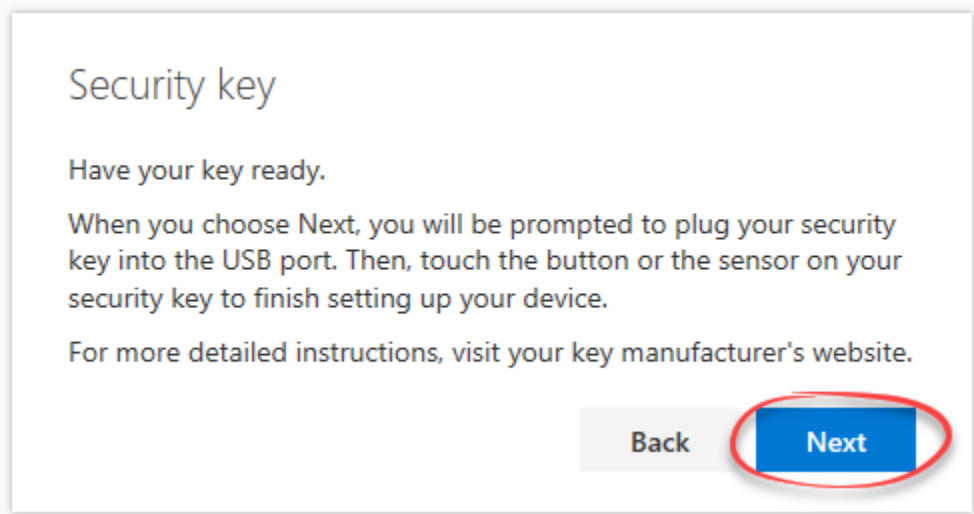 Security key
Have your key ready.
When you choose Next, you will be prompted to plug your security
key into the USB port. Then, touch the button or the sensor on your
security key to finish setting up your device.
For more detailed instructions, visit your key manufacturer's website.
Back
Next